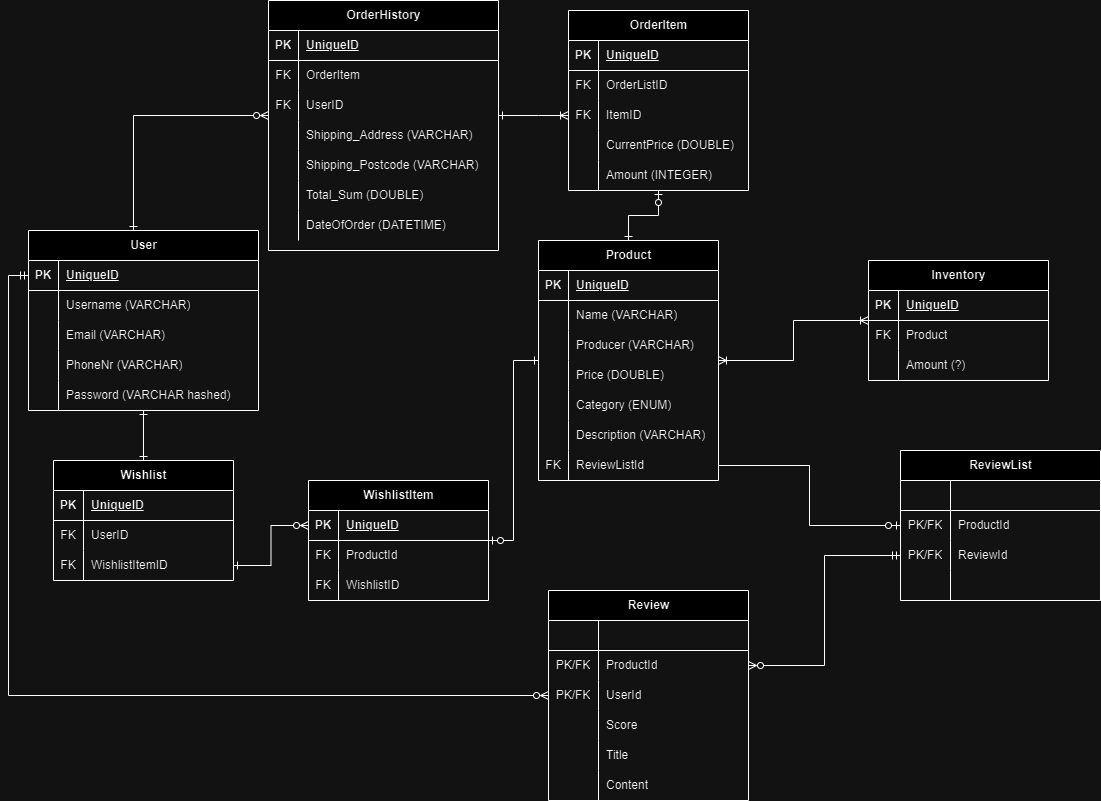 OrderHistory
PK UniqueID
FK OrderItem
FK UserID
Shipping_Address (VARCHAR)
Shipping_Postcode (VARCHAR)
Total_Sum (DOUBLE)
DateOfOrder (DATETIME)
OrderItem
PK UniqueID
FK OrderListID
FK ItemID
CurrentPrice (DOUBLE)
Amount (INTEGER)
User
PK UniqueID
Username (VARCHAR)
Email (VARCHAR)
PhoneNr (VARCHAR)
Password (VARCHAR hashed)
Product
PK UniqueID
Name (VARCHAR)
Producer (VARCHAR)
Price (DOUBLE)
Category (ENUM)
Description (VARCHAR)
FK ReviewListId
Inventory
PK UniqueID
FK Product
Amount (?)
Wishlist
PK UniqueID
FK UserID
FK WishlistItemID
WishlistItem
PK UniqueID
FK ProductId
FK WishlistID
ReviewList
PK/FK ProductId
PK/FK ReviewId
Review
PK/FK ProductId
PK/FK UserId
Score
Title
Content